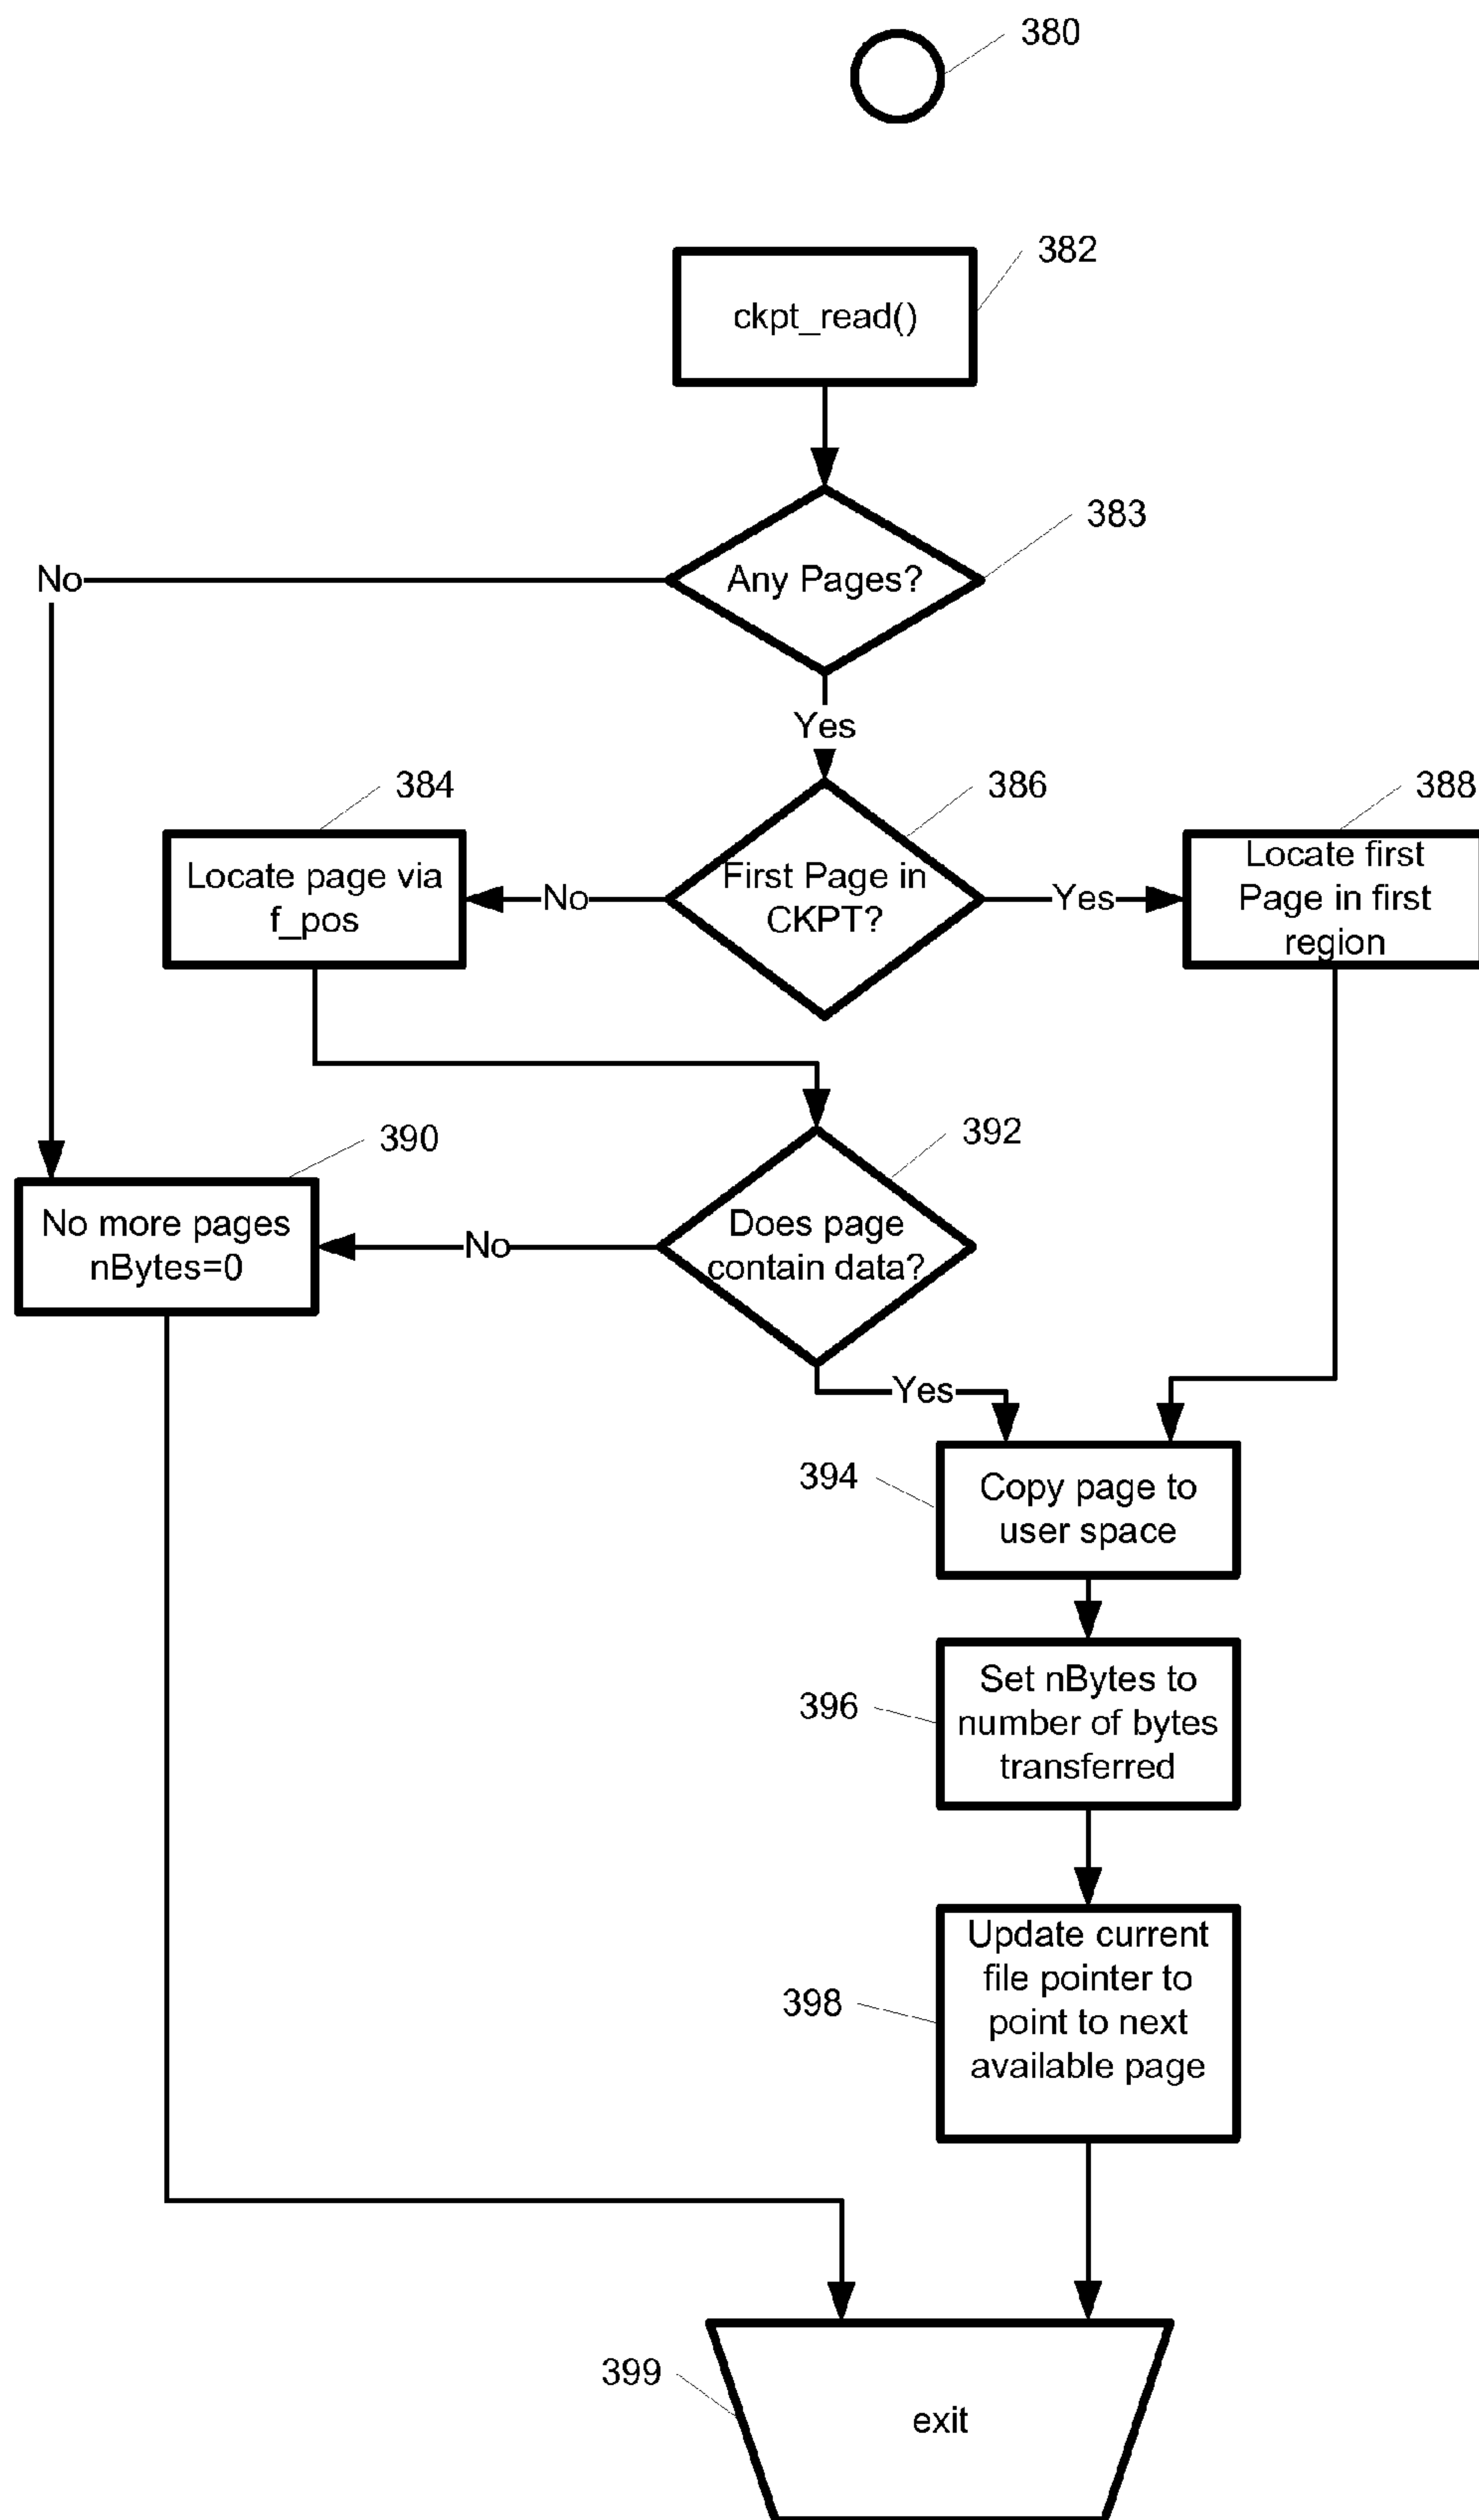 380
382
ckpt_read()
383
Any Pages?
No
Yes
384
386
388
Locate page via
f_pos
No
First Page in
CKPT?
Yes
Locate first
Page in first
region
390
392
No more pages
nBytes=0
No
Does page
contain data?
Yes
394
Copy page to
user space
396
Set nBytes to
number of bytes
transferred
398
Update current
file pointer to
point to next
available page
399
exit